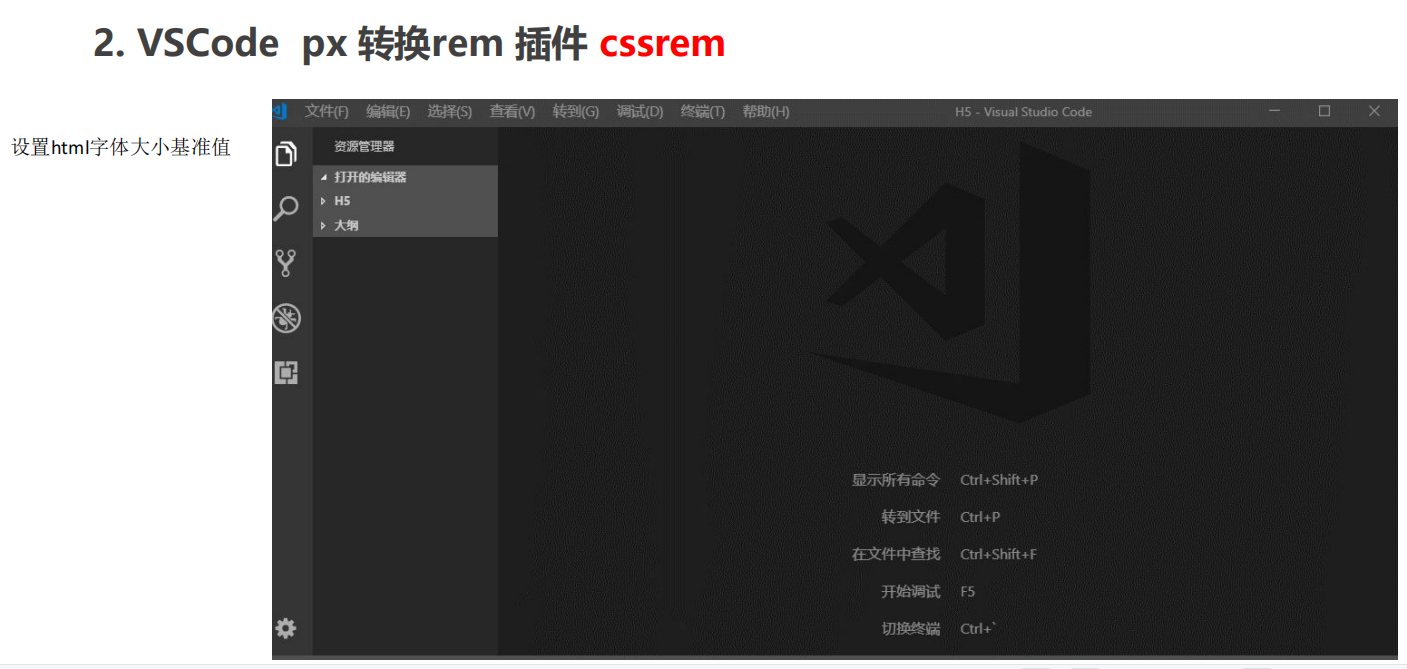 2. VSCode px 转换rem 插件 cssrem
设置html字体大小基准值
文件(F) 编辑(E) 选择(S) 查看(V) 转到(G) 调试(D) 终端(T) 帮助(H) H5 - Visual Studio Code
资源管理器
打开的编辑器
H5
大纲
显示所有命令 Ctrl+Shift+P
转到文件 Ctrl+P
在文件中查找 Ctrl+Shift+F
开始调试 F5
切换终端 Ctrl+`